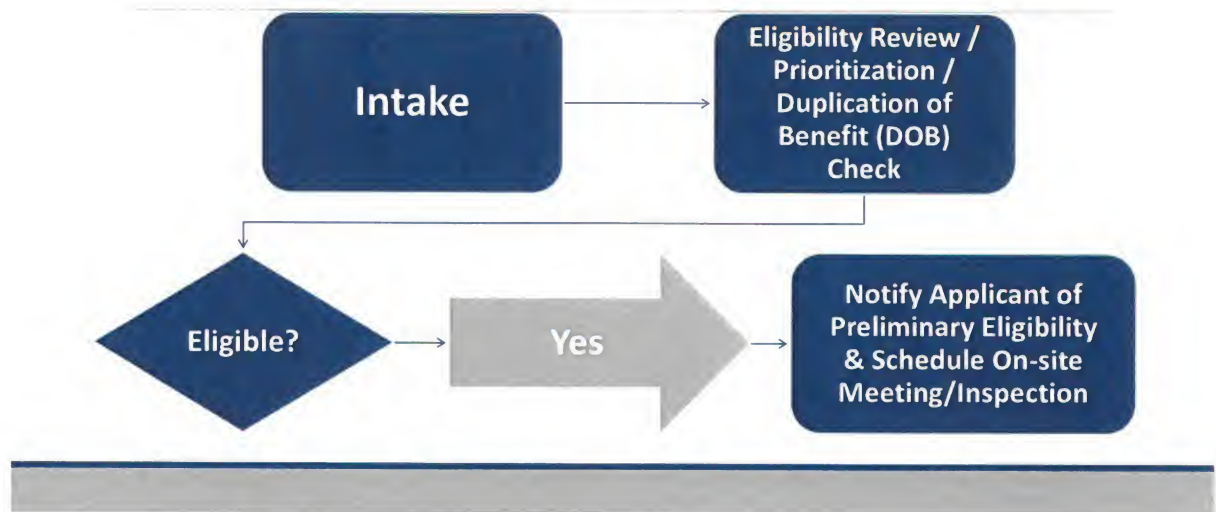 Intake
Eligibility Review /
Prioritization /
Duplication of
Benefit (DOB)
Check
Eligible?
Yes
Notify Applicant of
Preliminary Eligibility
& Schedule On-site
Meeting/Inspection